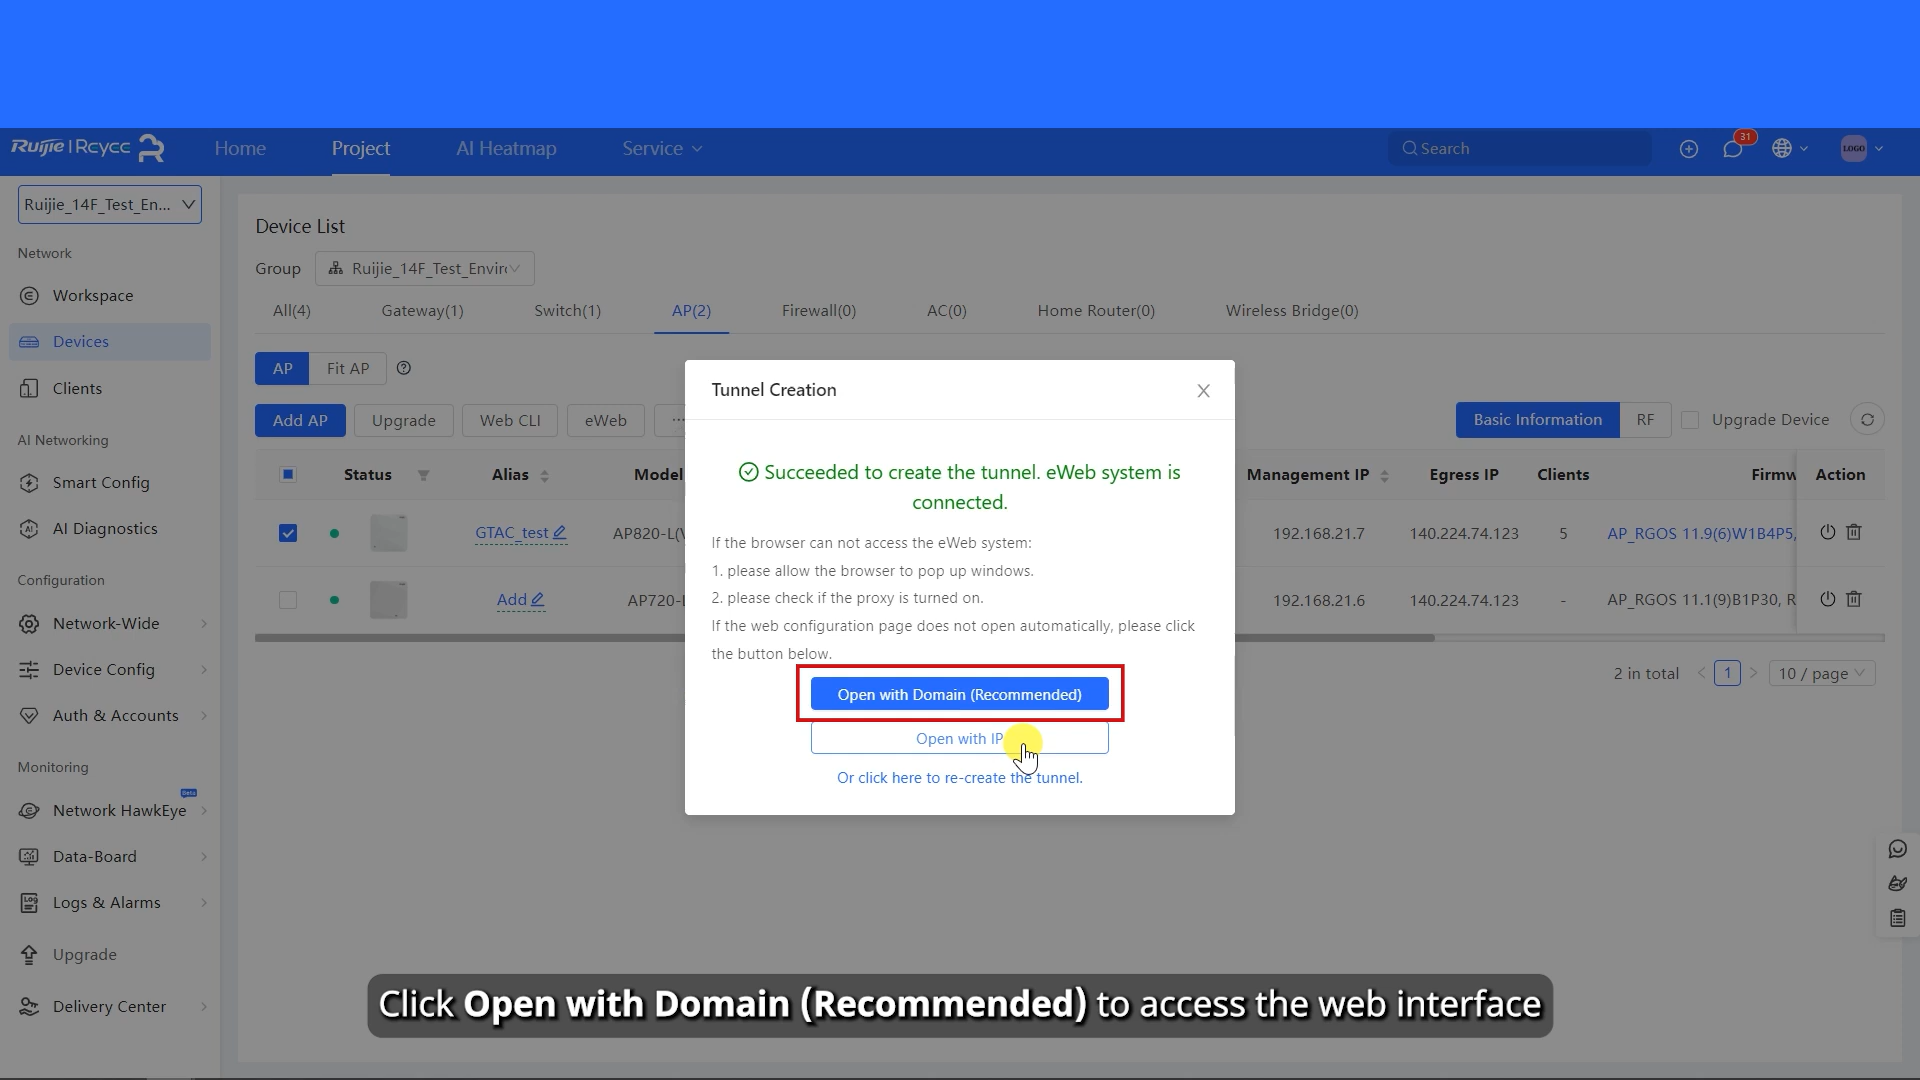 Ruijie | Rcycc
Home
Project
AI Heatmap
Service
Search
31
LOGO
Ruijie_14F_Test_En...
Network
Workspace
Devices
Clients
AI Networking
Smart Config
AI Diagnostics
Configuration
Network-Wide
Device Config
Auth & Accounts
Monitoring
Beta
Network HawkEye
Data-Board
Logs & Alarms
Upgrade
Delivery Center
Device List
Group
Ruijie_14F_Test_Envir
All(4)
Gateway(1)
Switch(1)
AP(2)
Firewall(0)
AC(0)
Home Router(0)
Wireless Bridge(0)
AP
Fit AP
Add AP
Upgrade
Web CLI
eWeb
...
Basic Information
RF
Upgrade Device
Status
Alias
Model
Management IP
Egress IP
Clients
Firmw
Action
GTAC_test
AP820-L(V
192.168.21.7
140.224.74.123
5
AP_RGOS 11.9(6)W1B4P5,
Add
AP720-L
192.168.21.6
140.224.74.123
-
AP_RGOS 11.1(9)B1P30, R
2 in total
1
10 / page
Tunnel Creation
Succeeded to create the tunnel. eWeb system is
connected.
If the browser can not access the eWeb system:
1. please allow the browser to pop up windows.
2. please check if the proxy is turned on.
If the web configuration page does not open automatically, please click
the button below.
Open with Domain (Recommended)
Open with IP
Or click here to re-create the tunnel.
Click Open with Domain (Recommended) to access the web interface